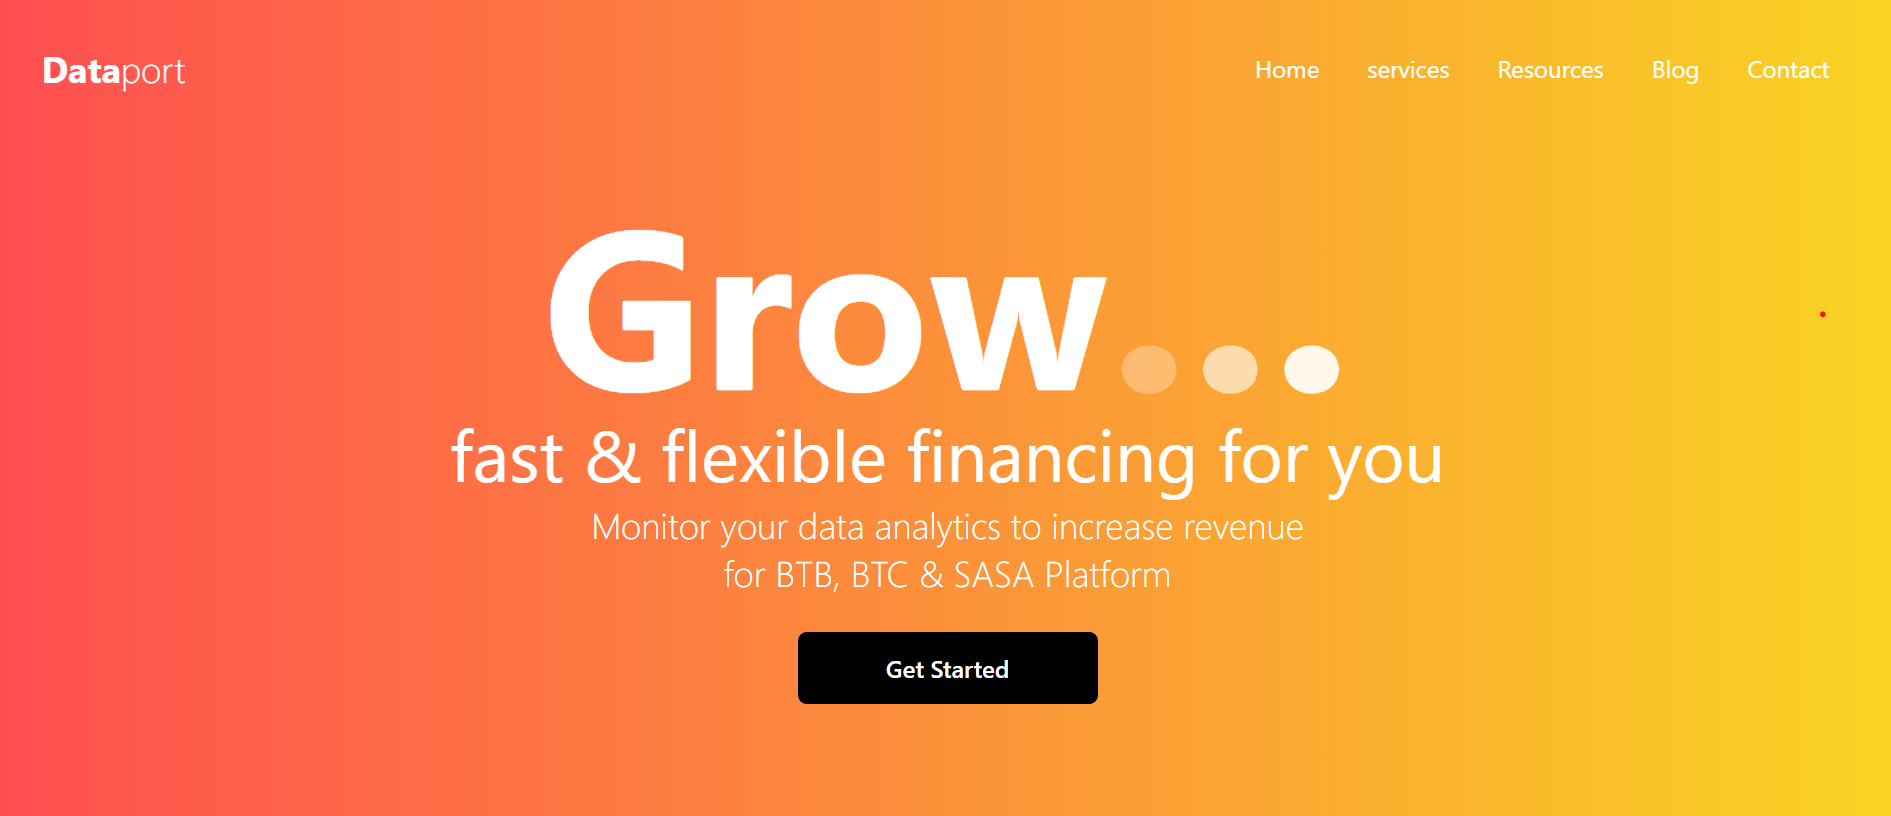 Dataport
Home services Resources Blog Contact
Grow...
fast & flexible financing for you
Monitor your data analytics to increase revenue
for BTB, BTC & SASA Platform
Get Started